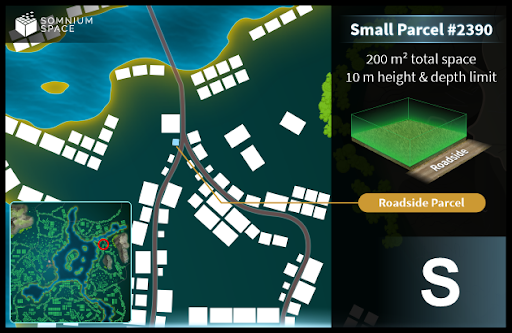 SOMNIUM
SPACE
Small Parcel #2390
200 m² total space
10 m height & depth limit
Roadside
Roadside Parcel
S